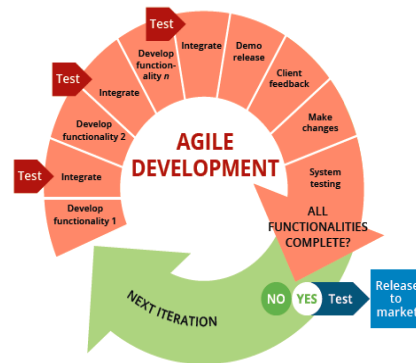 AGILE
DEVELOPMENT
Develop
functionality 1
Test
Integrate
Develop
functionality 2
Test
Integrate
Develop
function-
ality n
Test
Integrate
Demo
release
Client
feedback
Make
changes
System
testing
ALL
FUNCTIONALITIES
COMPLETE?
NO
YES
Test
Release
to
market
NEXT ITERATION